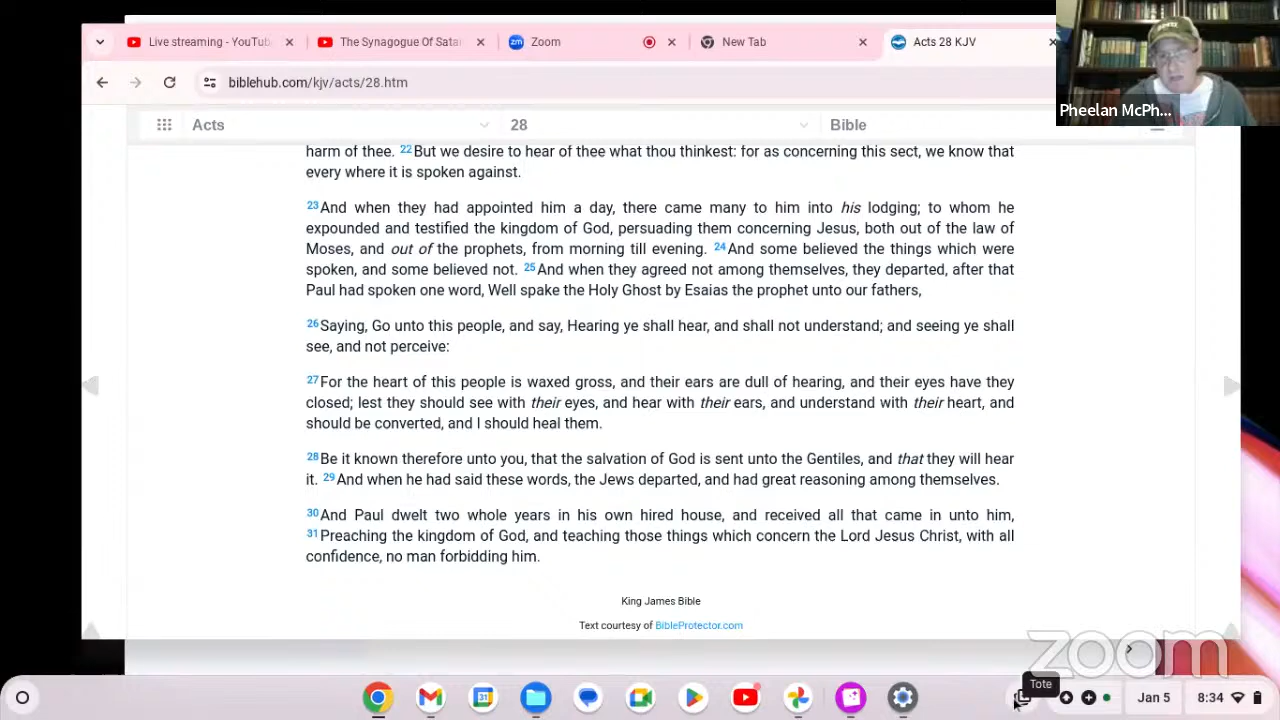 Live streaming - YouTub
The Synagogue Of Sata
zm Zoom
New Tab
Acts 28 KJV
biblehub.com/kjv/acts/28.htm
Pheelan McPh...
Acts 28 Bible
harm of thee. 22 But we desire to hear of thee what thou thinkest: for as concerning this sect, we know that
every where it is spoken against.
23 And when they had appointed him a day, there came many to him into his lodging; to whom he
expounded and testified the kingdom of God, persuading them concerning Jesus, both out of the law of
Moses, and out of the prophets, from morning till evening. 24 And some believed the things which were
spoken, and some believed not. 25 And when they agreed not among themselves, they departed, after that
Paul had spoken one word, Well spake the Holy Ghost by Esaias the prophet unto our fathers,
26 Saying, Go unto this people, and say, Hearing ye shall hear, and shall not understand; and seeing ye shall
see, and not perceive:
27 For the heart of this people is waxed gross, and their ears are dull of hearing, and their eyes have they
closed; lest they should see with their eyes, and hear with their ears, and understand with their heart, and
should be converted, and I should heal them.
28 Be it known therefore unto you, that the salvation of God is sent unto the Gentiles, and that they will hear
it. 29 And when he had said these words, the Jews departed, and had great reasoning among themselves.
30 And Paul dwelt two whole years in his own hired house, and received all that came in unto him,
31 Preaching the kingdom of God, and teaching those things which concern the Lord Jesus Christ, with all
confidence, no man forbidding him.
King James Bible
Text courtesy of BibleProtector.com
zoom
Tote
Jan 5 8:34